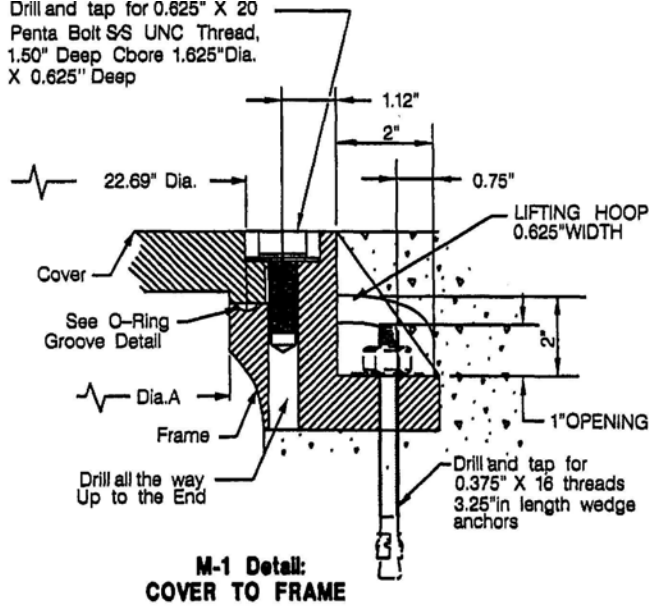 Drill and tap for 0.625" X 20
Penta Bolt S/S UNC Thread,
1.50" Deep Cbore 1.625"Dia.
X 0.625" Deep
1.12"
2"
22.69" Dia.
0.75"
LIFTING HOOP
0.625"WIDTH
Cover
See O-Ring
Groove Detail
2"
Dia.A
1"OPENING
Frame
Drill all the way
Up to the End
Drill and tap for
0.375" X 16 threads
3.25"in length wedge
anchors
M-1 Detail:
COVER TO FRAME